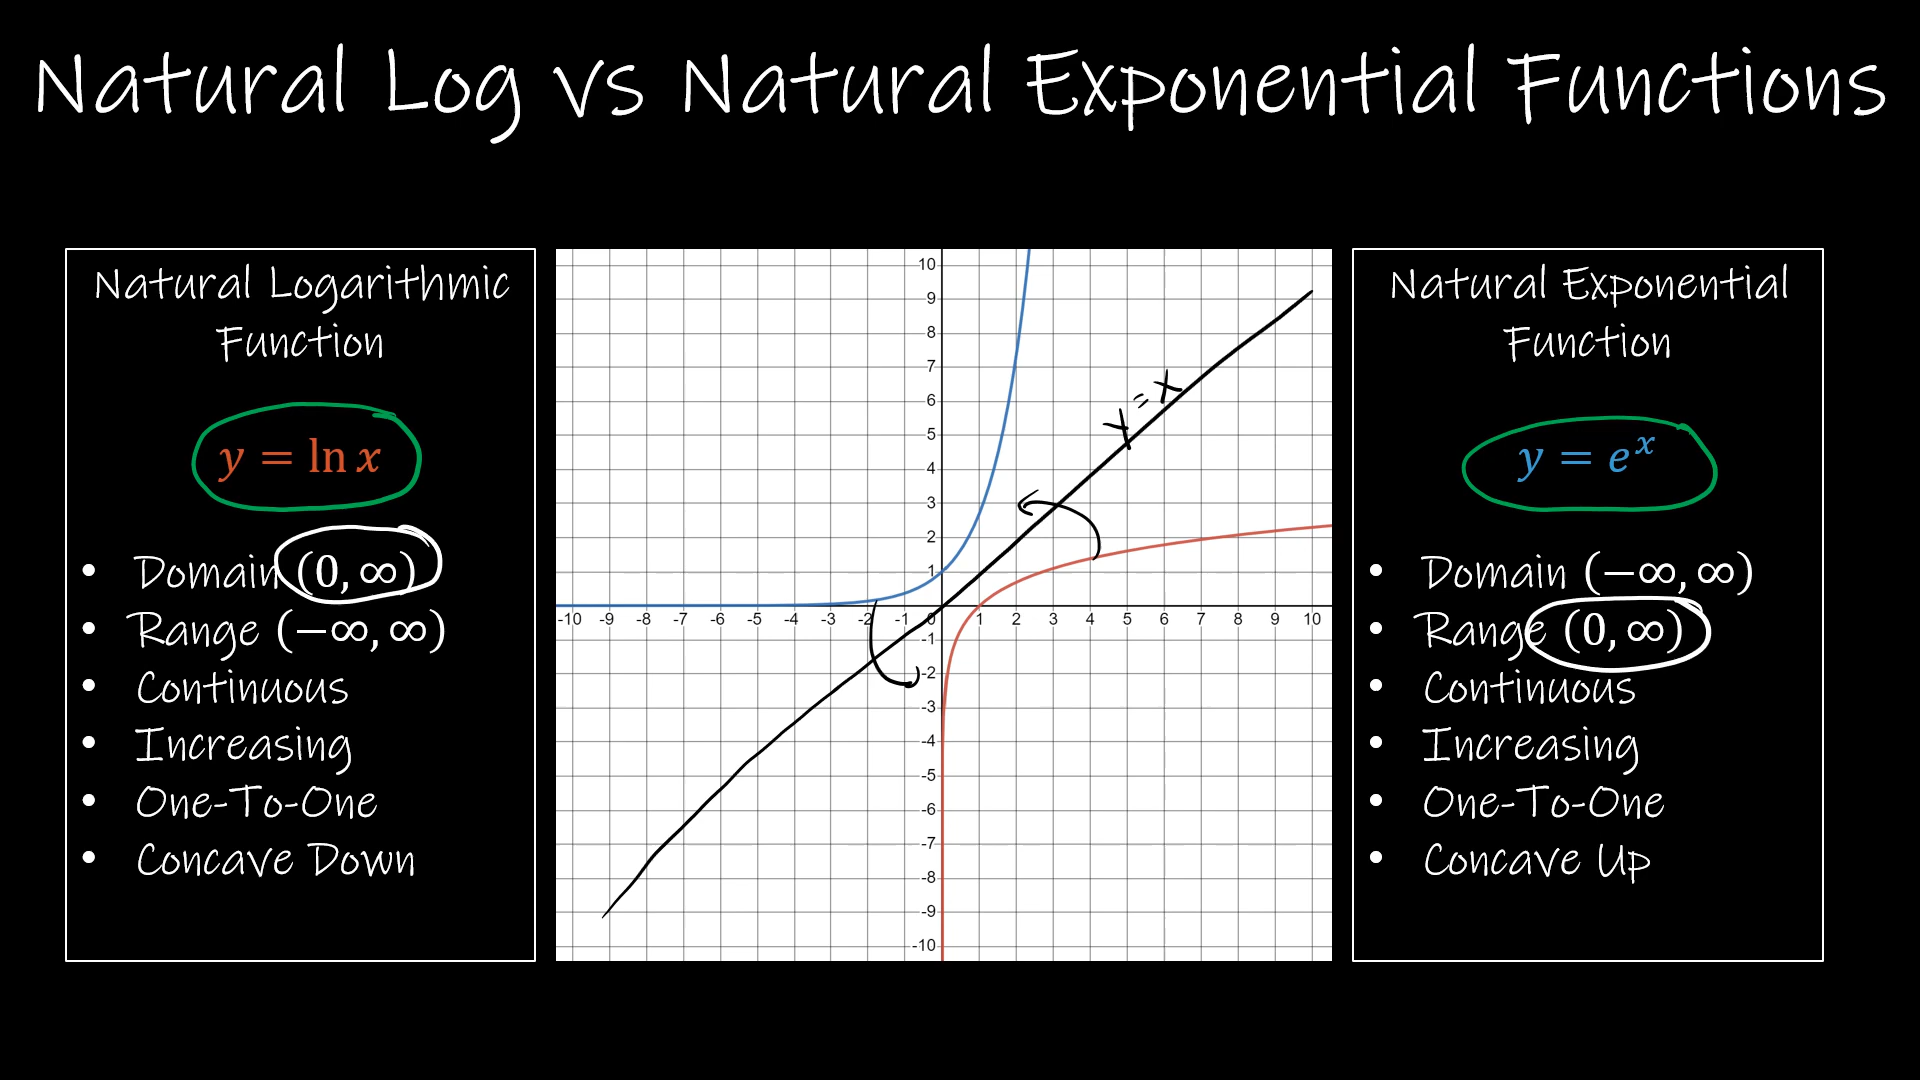 Natural Log vs Natural Exponential Functions
Natural Logarithmic
Function
y = ln x
• Domain (0, ∞)
• Range (−∞, ∞)
• Continuous
• Increasing
• One-To-One
• Concave Down
10
9
8
7
6
5
4
3
2
1
-10 -9 -8 -7 -6 -5 -4 -3 -2 -1 0 1 2 3 4 5 6 7 8 9 10
-1
-2
-3
-4
-5
-6
-7
-8
-9
-10
y = x
Natural Exponential
Function
y = eˣ
• Domain (−∞, ∞)
• Range (0, ∞)
• Continuous
• Increasing
• One-To-One
• Concave Up